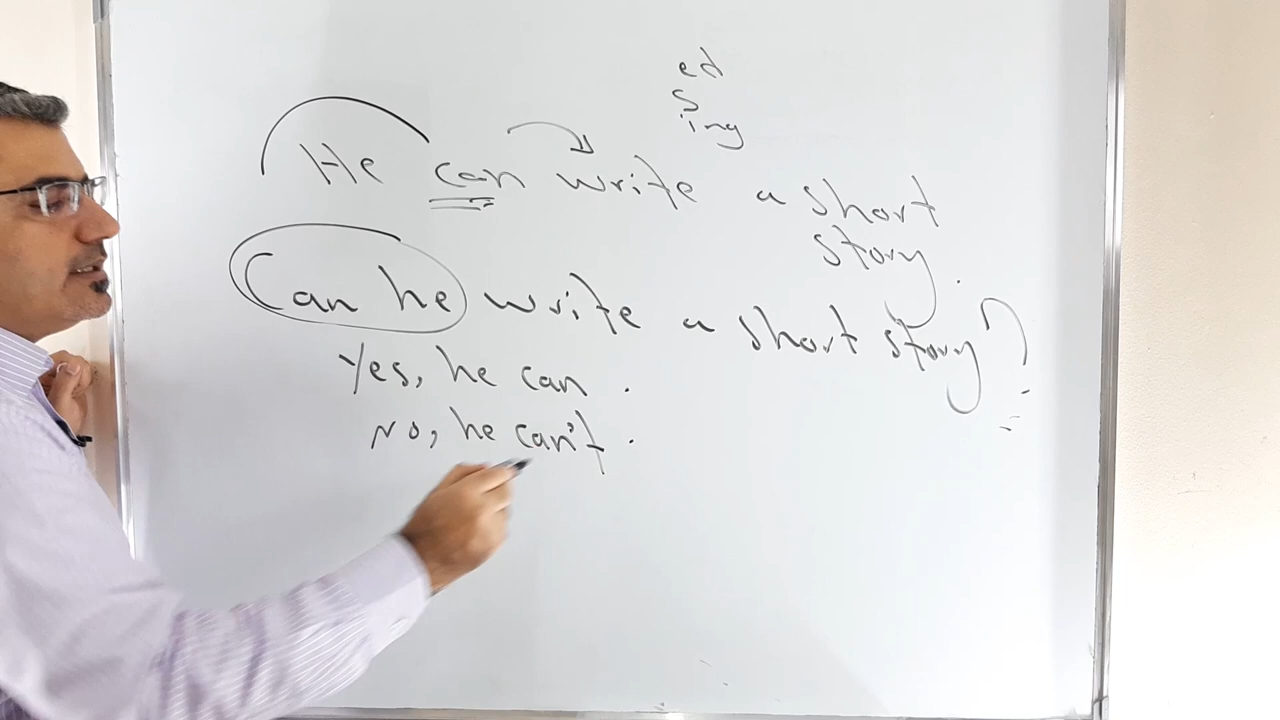 ed
s
ing
He can write a short
story.
Can he write a short story?
Yes, he can.
No, he can't.